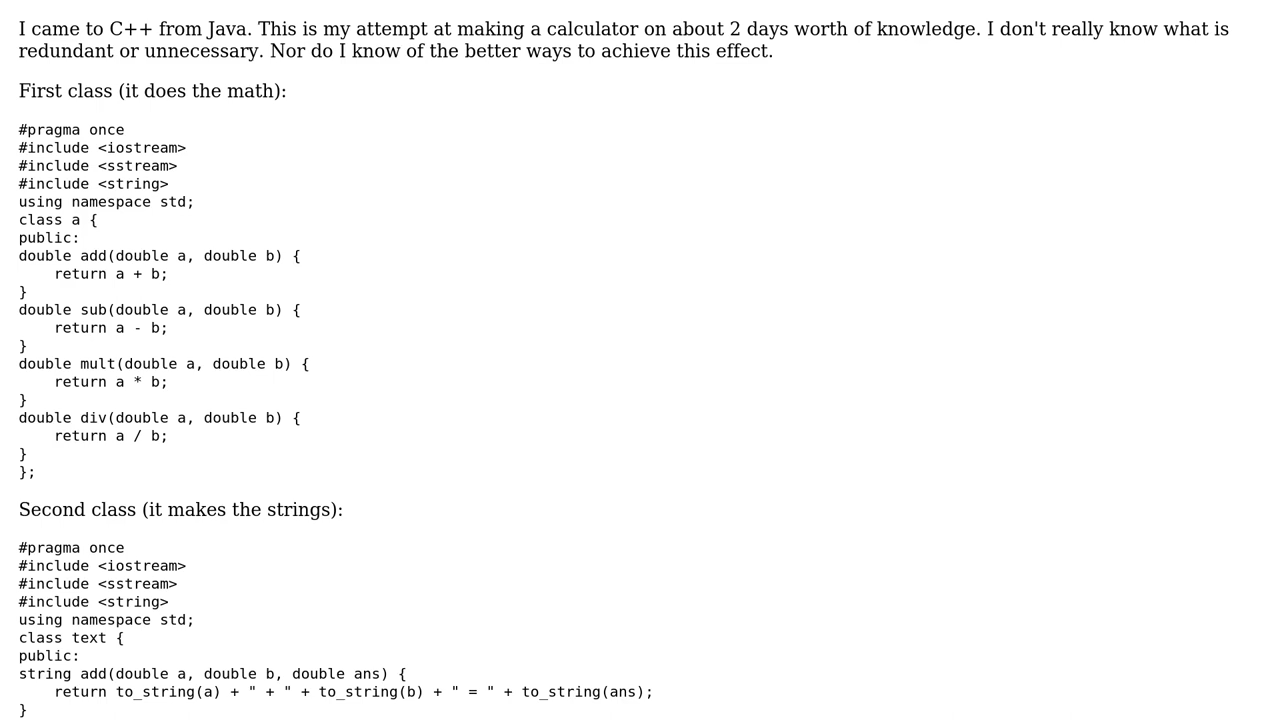 I came to C++ from Java. This is my attempt at making a calculator on about 2 days worth of knowledge. I don't really know what is
redundant or unnecessary. Nor do I know of the better ways to achieve this effect.
First class (it does the math):
#pragma once
#include <iostream>
#include <sstream>
#include <string>
using namespace std;
class a {
public:
double add(double a, double b) {
    return a + b;
}
double sub(double a, double b) {
    return a - b;
}
double mult(double a, double b) {
    return a * b;
}
double div(double a, double b) {
    return a / b;
}
};
Second class (it makes the strings):
#pragma once
#include <iostream>
#include <sstream>
#include <string>
using namespace std;
class text {
public:
string add(double a, double b, double ans) {
    return to_string(a) + " + " + to_string(b) + " = " + to_string(ans);
}